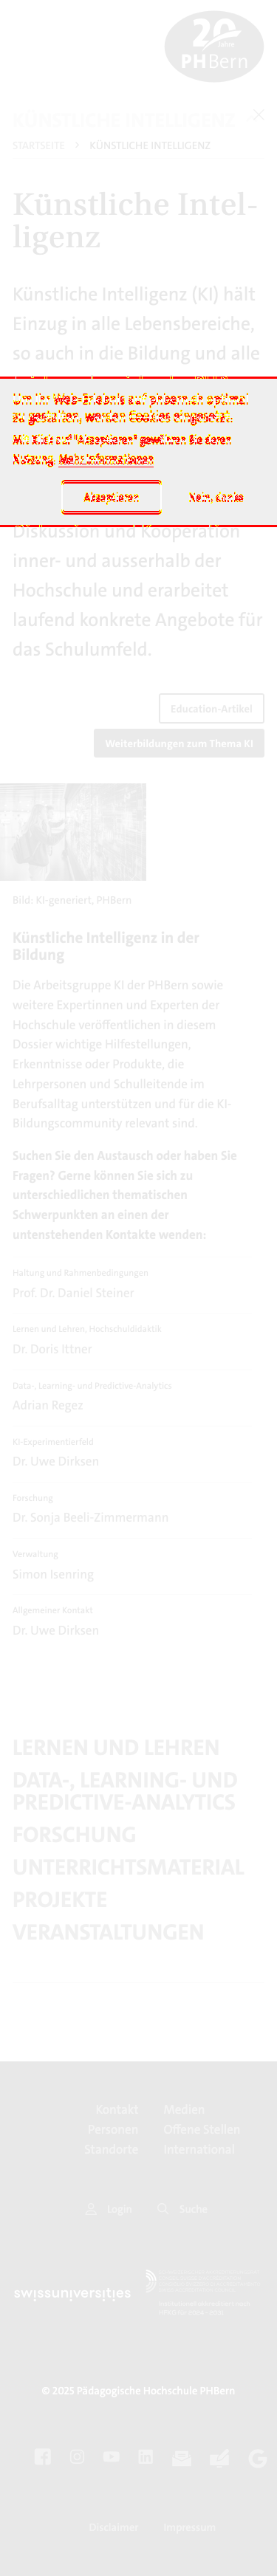 20 Jahre
PHBern
KÜNSTLICHE INTELLIGENZ
STARTSEITE > KÜNSTLICHE INTELLIGENZ
Künstliche Intel-
ligenz
Künstliche Intelligenz (KI) hält
Einzug in alle Lebensbereiche,
so auch in die Bildung und alle
Um Ihr Web-Erlebnis auf phbern.ch optimal
zu gestalten, werden Cookies eingesetzt.
Mit Klick auf "Akzeptieren" gewähren Sie deren
Nutzung. Mehr Informationen
Akzeptieren
Nein, danke
Diskussion und Kooperation
inner- und ausserhalb der
Hochschule und erarbeitet für
laufend konkrete Angebote für
das Schulumfeld.
Education-Artikel
Weiterbildungen zum Thema KI
Bild: KI-generiert, PHBern
Künstliche Intelligenz in der
Bildung
Die Arbeitsgruppe KI der PHBern sowie
weitere Expertinnen und Experten der
Hochschule veröffentlichen in diesem
Dossier wichtige Hilfestellungen,
Erkenntnisse oder Produkte, die
Lehrpersonen und Schulleitende im
Berufsalltag unterstützen und für die KI-
Bildungscommunity relevant sind.
Suchen Sie den Austausch oder haben Sie
Fragen? Gerne können Sie sich zu
unterschiedlichen thematischen
Schwerpunkten an einen der
untenstehenden Kontakte wenden:
Haltung und Rahmenbedingungen
Prof. Dr. Daniel Steiner
Lernen und Lehren, Hochschuldidaktik
Dr. Doris Ittner
Data-, Learning- und Predictive-Analytics
Adrian Regez
KI-Experimentierfeld
Dr. Uwe Dirksen
Forschung
Dr. Sonja Beeli-Zimmermann
Verwaltung
Simon Isenring
Allgemeiner Kontakt
Dr. Uwe Dirksen
LERNEN UND LEHREN
DATA-, LEARNING- UND
PREDICTIVE-ANALYTICS
FORSCHUNG
UNTERRICHTSMATERIAL
PROJEKTE
VERANSTALTUNGEN
Kontakt Medien
Personen Offene Stellen
Standorte International
Login Suche
swissuniversities
© 2025 Pädagogische Hochschule PHBern
Disclaimer Impressum